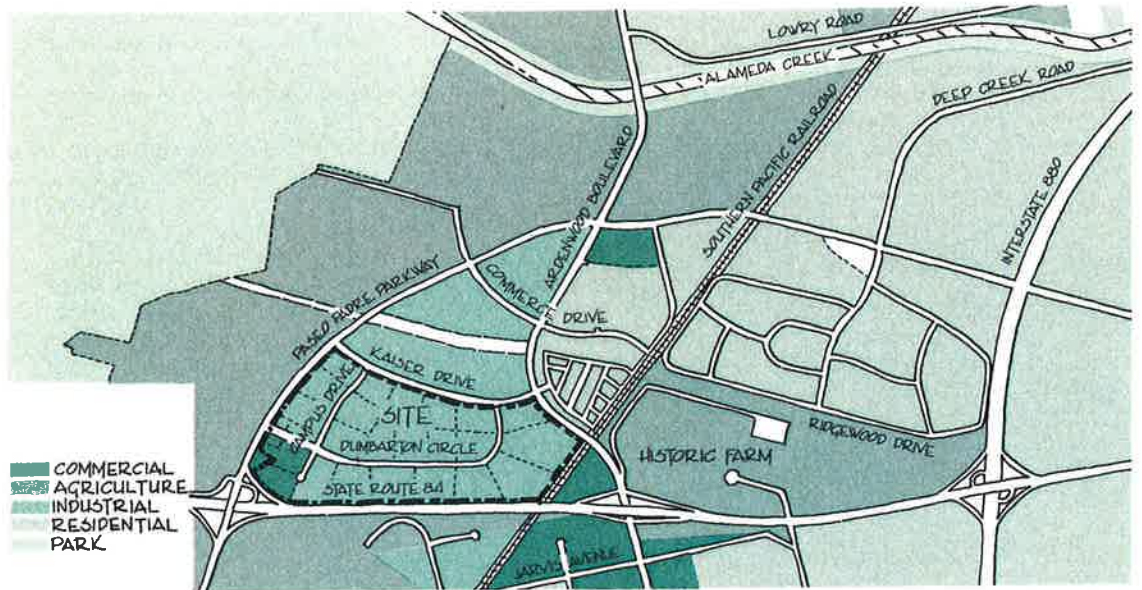 LOWRY ROAD
ALAMEDA CREEK
DEEP CREEK ROAD
ARDENWOOD BOULEVARD
SOUTHERN PACIFIC RAILROAD
INTERSTATE 880
PASEO PADRE PARKWAY
COMMERCE DRIVE
KAISER DRIVE
CAMPUS DRIVE
SITE
DUMBARTON CIRCLE
STATE ROUTE 84
HISTORIC FARM
RIDGEWOOD DRIVE
JARVIS AVENUE
COMMERCIAL
AGRICULTURE
INDUSTRIAL
RESIDENTIAL
PARK